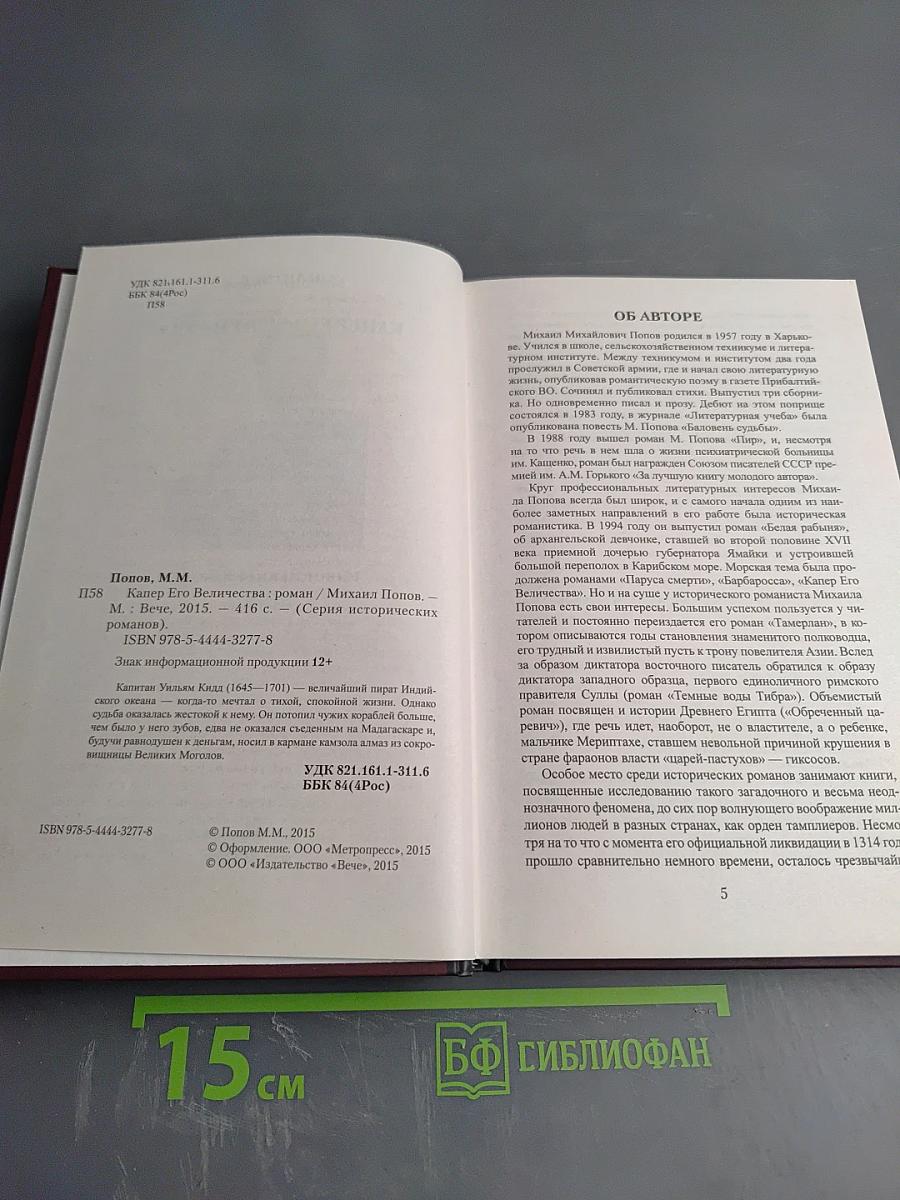 УДК 821.161.1-311.6
ББК 84(4Рос)
П58
Попов, М.М.
П58 Капер Его Величества : роман / Михаил Попов. –
М. : Вече, 2015. — 416 с. — (Серия исторических
романов).
ISBN 978-5-4444-3277-8
Знак информационной продукции 12+
Капитан Уильям Кидд (1645—1701) — величайший пират Индий-
ского океана — когда-то мечтал о тихой, спокойной жизни. Однако
судьба оказалась жестокой к нему. Он потопил чужих кораблей больше,
чем было у него зубов, едва не оказался съеденным на Мадагаскаре и,
будучи равнодушен к деньгам, носил в кармане камзола алмаз из сокро-
вищницы Великих Моголов.
УДК 821.161.1-311.6
ББК 84(4Рос)
ISBN 978-5-4444-3277-8
© Попов М.М., 2015
© Оформление. ООО «Метропресс», 2015
© ООО «Издательство «Вече», 2015
ОБ АВТОРЕ
Михаил Михайлович Попов родился в 1957 году в Харько-
ве. Учился в школе, сельскохозяйственном техникуме и литера-
турном институте. Между техникумом и институтом два года
прослужил в Советской армии, где и начал свою литературную
жизнь, опубликовав романтическую поэму в газете Прибалтий-
ского ВО. Сочинял и публиковал стихи. Выпустил три сборни-
ка. Но одновременно писал и прозу. Дебют на этом поприще
состоялся в 1983 году, в журнале «Литературная учеба» была
опубликована повесть М. Попова «Баловень судьбы».
В 1988 году вышел роман М. Попова «Пир», и, несмотря
на то что речь в нем шла о жизни психиатрической больницы
им. Кащенко, роман был награжден Союзом писателей СССР пре-
мией им. А.М. Горького «За лучшую книгу молодого автора».
Круг профессиональных литературных интересов Михаи-
ла Попова всегда был широк, и с самого начала одним из наи-
более заметных направлений в его работе была историческая
романистика. В 1994 году он выпустил роман «Белая рабыня»,
об архангельской девчонке, ставшей во второй половине XVII
века приемной дочерью губернатора Ямайки и устроившей
большой переполох в Карибском море. Морская тема была про-
должена романами «Паруса смерти», «Барбаросса», «Капер Его
Величества». Но и на суше у исторического романиста Михаила
Попова есть свои интересы. Большим успехом пользуется у чи-
тателей и постоянно переиздается его роман «Тамерлан», в ко-
тором описываются годы становления знаменитого полководца,
его трудный и извилистый пусть к трону повелителя Азии. Вслед
за образом диктатора восточного писатель обратился к образу
диктатора западного образца, первого единоличного римского
правителя Суллы (роман «Темные воды Тибра»). Объемистый
роман посвящен и истории Древнего Египта («Обреченный ца-
ревич»), где речь идет, наоборот, не о властителе, а о ребенке,
мальчике Мериптахе, ставшем невольной причиной крушения в
стране фараонов власти «царей-пастухов» — гиксосов.
Особое место среди исторических романов занимают книги,
посвященные исследованию такого загадочного и весьма неод-
нозначного феномена, до сих пор волнующего воображение мил-
лионов людей в разных странах, как орден тамплиеров. Несмо
тря на то что с момента его официальной ликвидации в 1314 год
прошло сравнительно немного времени, осталось чрезвычай
5
15 см
БФ БИБЛИОФАН